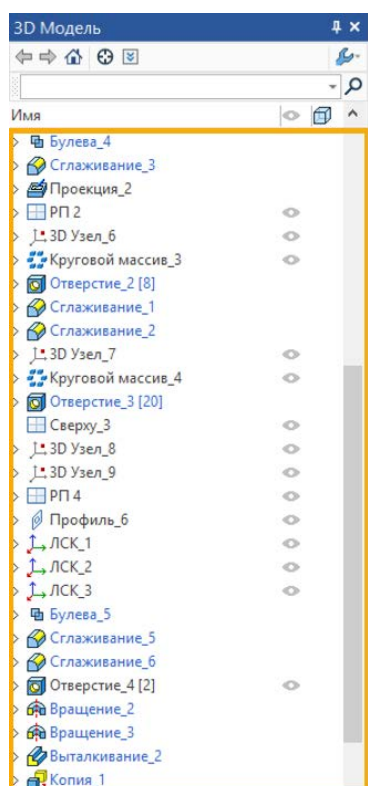 3D Модель
Имя
Булева_4
Сглаживание_3
Проекция_2
РП 2
3D Узел_6
Круговой массив_3
Отверстие_2 [8]
Сглаживание_1
Сглаживание_2
3D Узел_7
Круговой массив_4
Отверстие_3 [20]
Сверху_3
3D Узел_8
3D Узел_9
РП 4
Профиль_6
ЛСК_1
ЛСК_2
ЛСК_3
Булева_5
Сглаживание_5
Сглаживание_6
Отверстие_4 [2]
Вращение_2
Вращение_3
Выталкивание_2
Копия_1